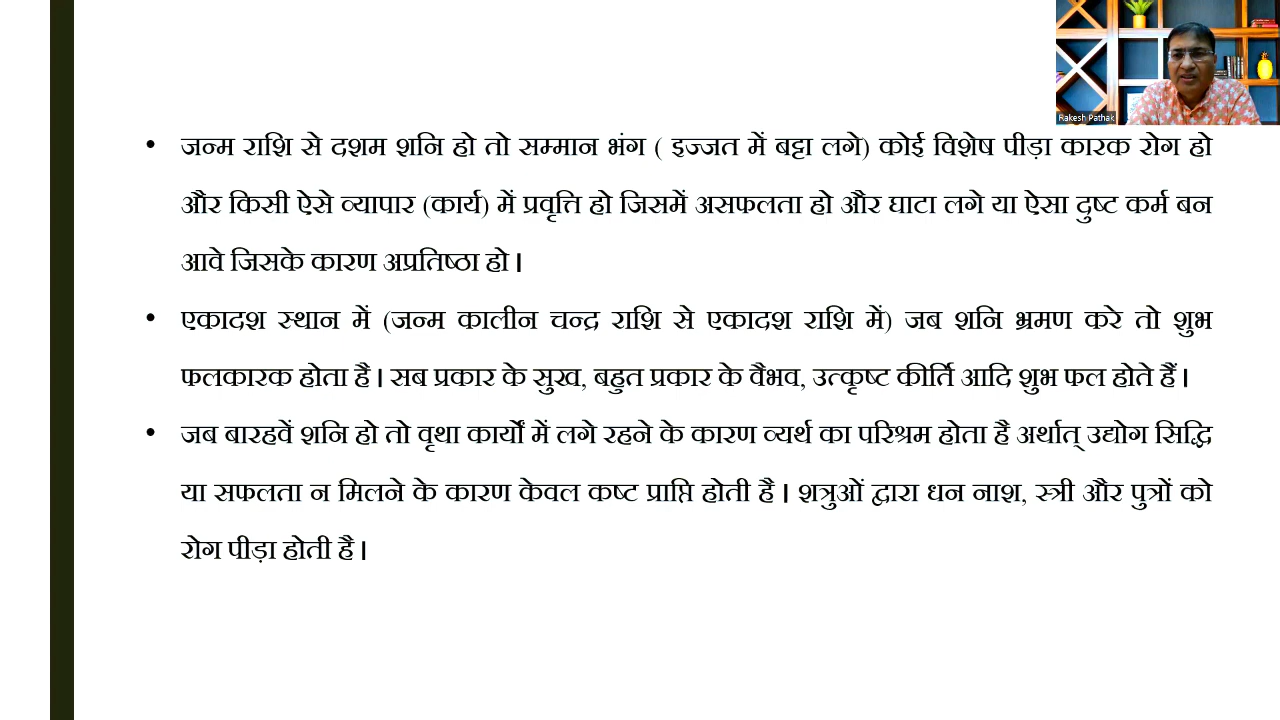 Rakesh Pathak
• जन्म राशि से दशम शनि हो तो सम्मान भंग ( इज्जत में बट्टा लगे) कोई विशेष पीड़ा कारक रोग हो
और किसी ऐसे व्यापार (कार्य) में प्रवृत्ति हो जिसमें असफलता हो और घाटा लगे या ऐसा दुष्ट कर्म बन
आवे जिसके कारण अप्रतिष्ठा हो ।
• एकादश स्थान में (जन्म कालीन चन्द्र राशि से एकादश राशि में) जब शनि भ्रमण करे तो शुभ
फलकारक होता है । सब प्रकार के सुख, बहुत प्रकार के वैभव, उत्कृष्ट कीर्ति आदि शुभ फल होते हैं ।
• जब बारहवें शनि हो तो वृथा कार्यों में लगे रहने के कारण व्यर्थ का परिश्रम होता है अर्थात् उद्योग सिद्धि
या सफलता न मिलने के कारण केवल कष्ट प्राप्ति होती है । शत्रुओं द्वारा धन नाश, स्त्री और पुत्रों को
रोग पीड़ा होती है ।